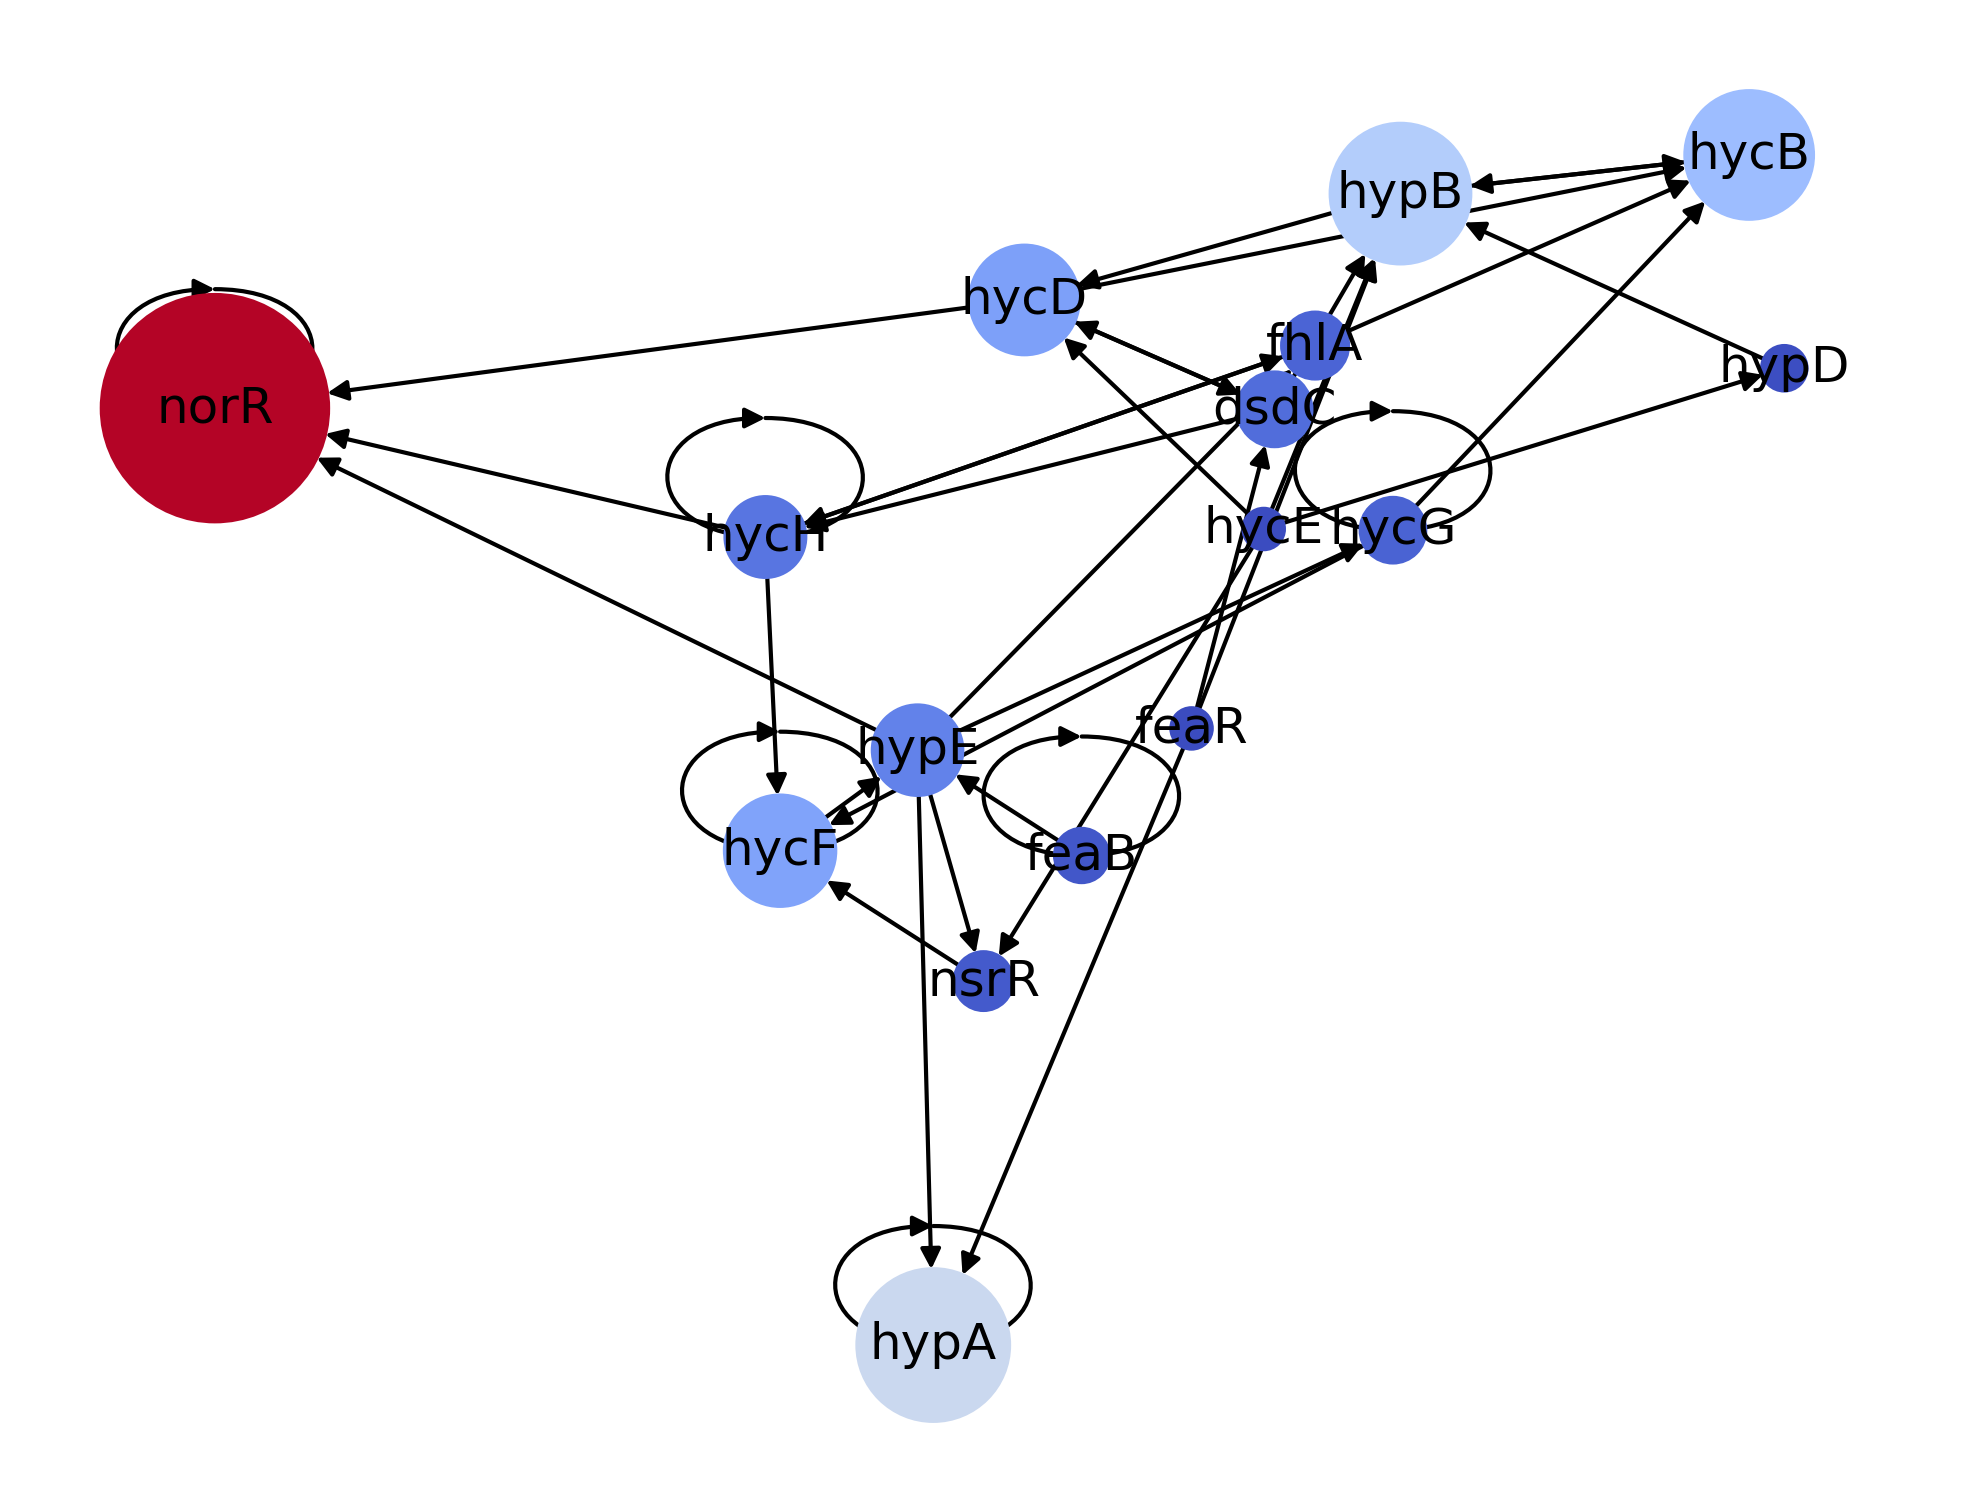 hycB
hypB
hycD
fhlA
hypD
norR
dsdC
hycE
hycG
hycH
feaR
hypE
hycF
feaB
nsrR
hypA